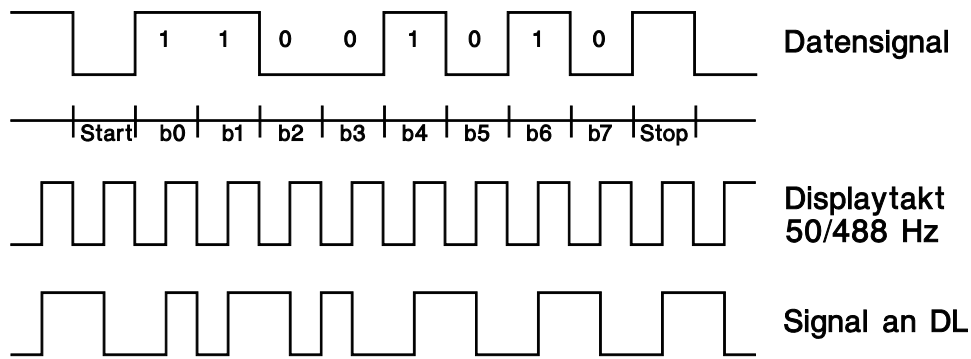 1 1 0 0 1 0 1 0
Datensignal
Start b0 b1 b2 b3 b4 b5 b6 b7 Stop
Displaytakt
50/488 Hz
Signal an DL